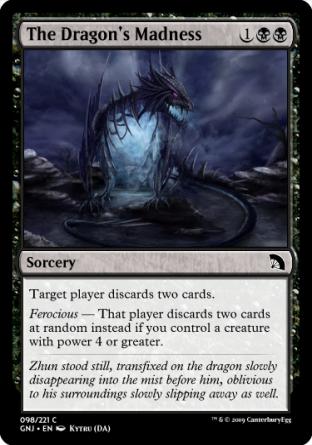 The Dragon's Madness 1
Sorcery
Target player discards two cards.
Ferocious — That player discards two cards
at random instead if you control a creature
with power 4 or greater.
Zhun stood still, transfixed on the dragon slowly
disappearing into the mist before him, oblivious
to his surroundings slowly slipping away as well.
098/221 C
GNJ • EN KYTRU (DA)
™ & © 2019 CanterburyEgg